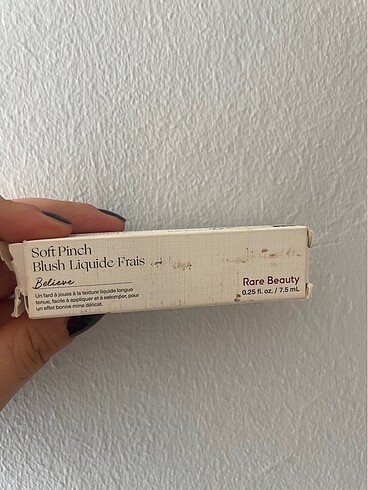 Soft Pinch
Blush Liquide Frais
Believe
Un fard à joues à la texture liquide longue
tenue, facile à appliquer et à estomper, pour
un effet bonne mine délicat.
Rare Beauty
0.25 fl. oz. / 7.5 mL